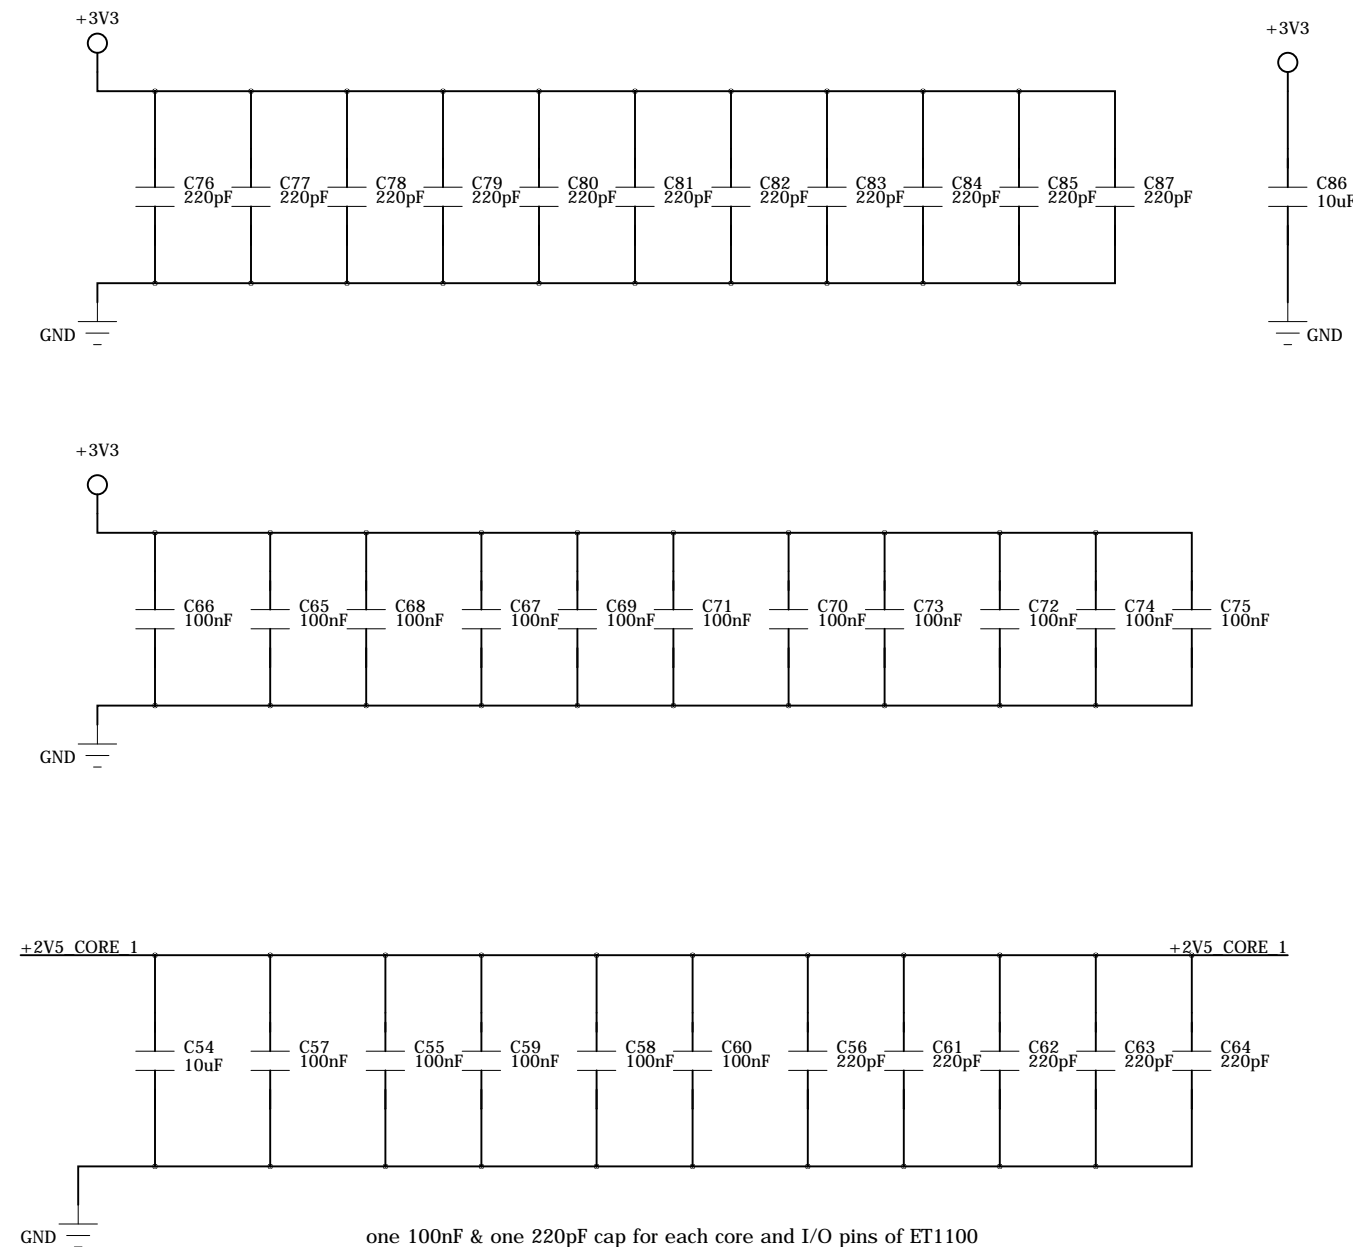 +3V3
+3V3
C76 C77 C78 C79 C80 C81 C82 C83 C84 C85 C87 C86
220pF 220pF 220pF 220pF 220pF 220pF 220pF 220pF 220pF 220pF 220pF 10uF
GND GND
+3V3
C66 C65 C68 C67 C69 C71 C70 C73 C72 C74 C75
100nF 100nF 100nF 100nF 100nF 100nF 100nF 100nF 100nF 100nF 100nF
GND
+2V5_CORE_1 +2V5_CORE_1
C54 C57 C55 C59 C58 C60 C56 C61 C62 C63 C64
10uF 100nF 100nF 100nF 100nF 100nF 220pF 220pF 220pF 220pF 220pF
GND
one 100nF & one 220pF cap for each core and I/O pins of ET1100